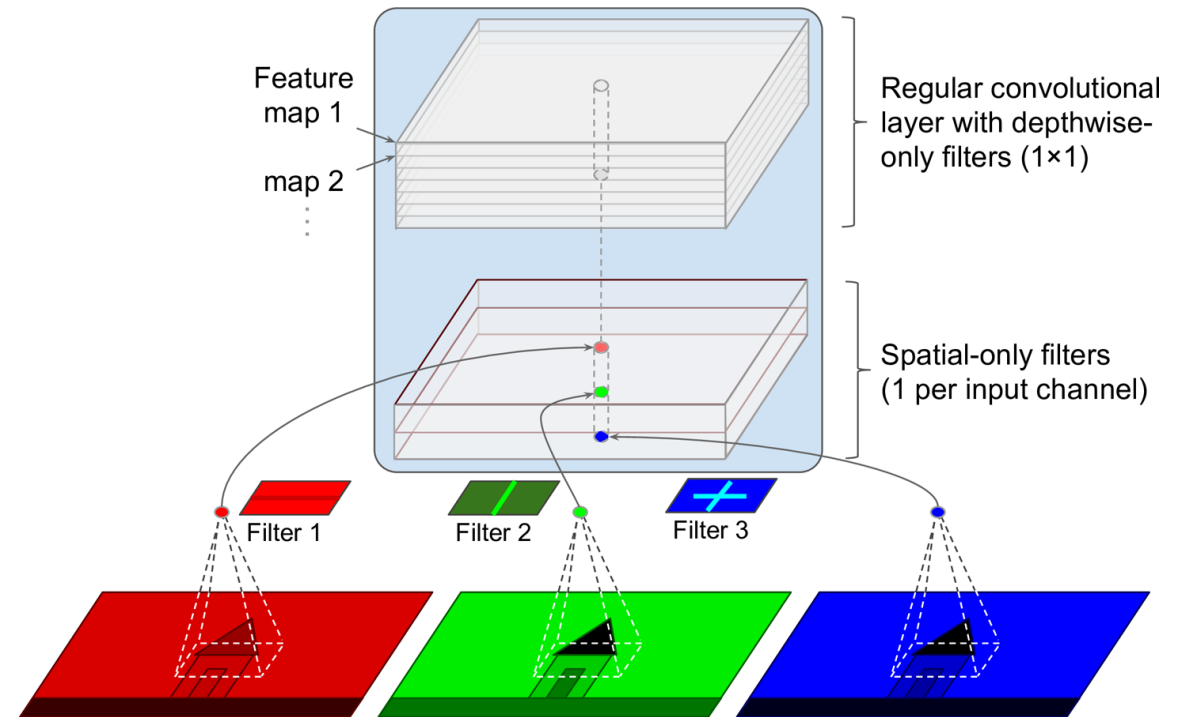 Feature
map 1
map 2
Regular convolutional
layer with depthwise-
only filters (1×1)
Spatial-only filters
(1 per input channel)
Filter 1
Filter 2
Filter 3